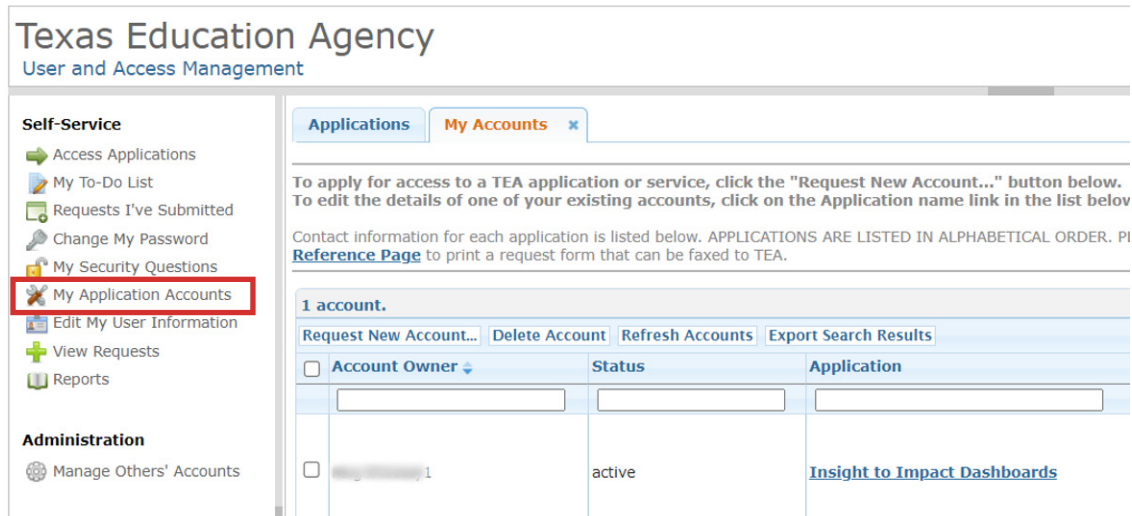 Texas Education Agency
User and Access Management
Self-Service
Access Applications
My To-Do List
Requests I've Submitted
Change My Password
My Security Questions
My Application Accounts
Edit My User Information
View Requests
Reports
Administration
Manage Others' Accounts
Applications My Accounts
To apply for access to a TEA application or service, click the "Request New Account..." button below.
To edit the details of one of your existing accounts, click on the Application name link in the list below
Contact information for each application is listed below. APPLICATIONS ARE LISTED IN ALPHABETICAL ORDER.
Reference Page to print a request form that can be faxed to TEA.
1 account.
Request New Account... Delete Account Refresh Accounts Export Search Results
Account Owner Status Application
1 active Insight to Impact Dashboards